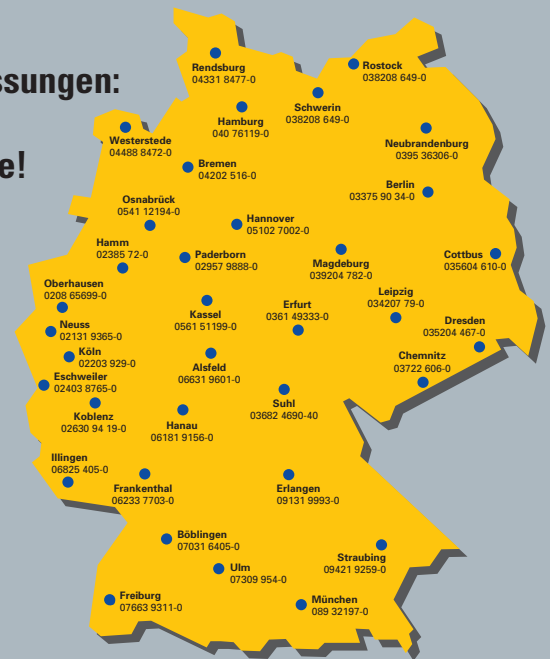 ssungen:
e!
Rendsburg
04331 8477-0
Rostock
038208 649-0
Schwerin
038208 649-0
Hamburg
040 76119-0
Westerstede
04488 8472-0
Neubrandenburg
0395 36306-0
Bremen
04202 516-0
Berlin
03375 90 34-0
Osnabrück
0541 12194-0
Hannover
05102 7002-0
Hamm
02385 72-0
Paderborn
02957 9888-0
Magdeburg
039204 782-0
Cottbus
035604 610-0
Oberhausen
0208 65699-0
Kassel
0561 51199-0
Erfurt
0361 49333-0
Leipzig
034207 79-0
Neuss
02131 9365-0
Dresden
035204 467-0
Köln
02203 929-0
Alsfeld
06631 9601-0
Chemnitz
03722 606-0
Eschweiler
02403 8765-0
Suhl
03682 4690-40
Koblenz
02630 94 19-0
Hanau
06181 9156-0
Illingen
06825 405-0
Frankenthal
06233 7703-0
Erlangen
09131 9993-0
Böblingen
07031 6405-0
Straubing
09421 9259-0
Ulm
07309 954-0
Freiburg
07663 9311-0
München
089 32197-0